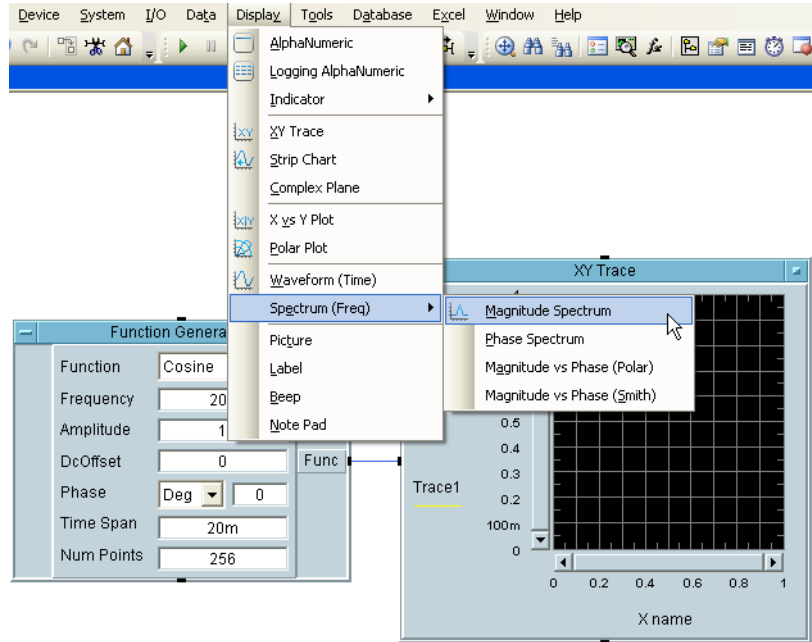 Device System I/O Data Display Tools Database Excel Window Help
AlphaNumeric
Logging AlphaNumeric
Indicator
XY Trace
Strip Chart
Complex Plane
X vs Y Plot
Polar Plot
Waveform (Time)
Spectrum (Freq)
Picture
Label
Beep
Note Pad
Magnitude Spectrum
Phase Spectrum
Magnitude vs Phase (Polar)
Magnitude vs Phase (Smith)
Function Genera
Function Cosine
Frequency 20
Amplitude 1
DcOffset 0
Phase Deg 0
Time Span 20m
Num Points 256
Func
XY Trace
Trace1
0.5
0.4
0.3
0.2
100m
0
0 0.2 0.4 0.6 0.8 1
X name